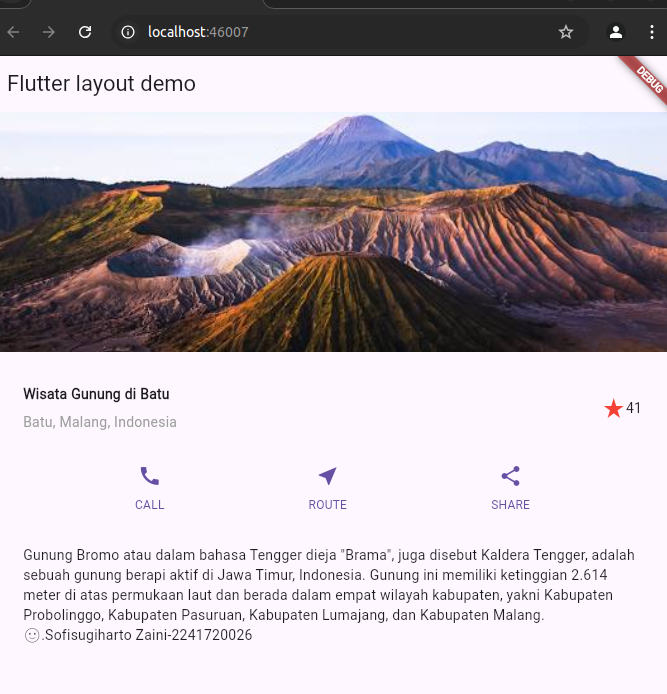 localhost:46007
Flutter layout demo
DEBUG
Wisata Gunung di Batu
Batu, Malang, Indonesia
41
CALL
ROUTE
SHARE
Gunung Bromo atau dalam bahasa Tengger dieja "Brama", juga disebut Kaldera Tengger, adalah
sebuah gunung berapi aktif di Jawa Timur, Indonesia. Gunung ini memiliki ketinggian 2.614
meter di atas permukaan laut dan berada dalam empat wilayah kabupaten, yakni Kabupaten
Probolinggo, Kabupaten Pasuruan, Kabupaten Lumajang, dan Kabupaten Malang.
☺.Sofisugiharto Zaini-2241720026